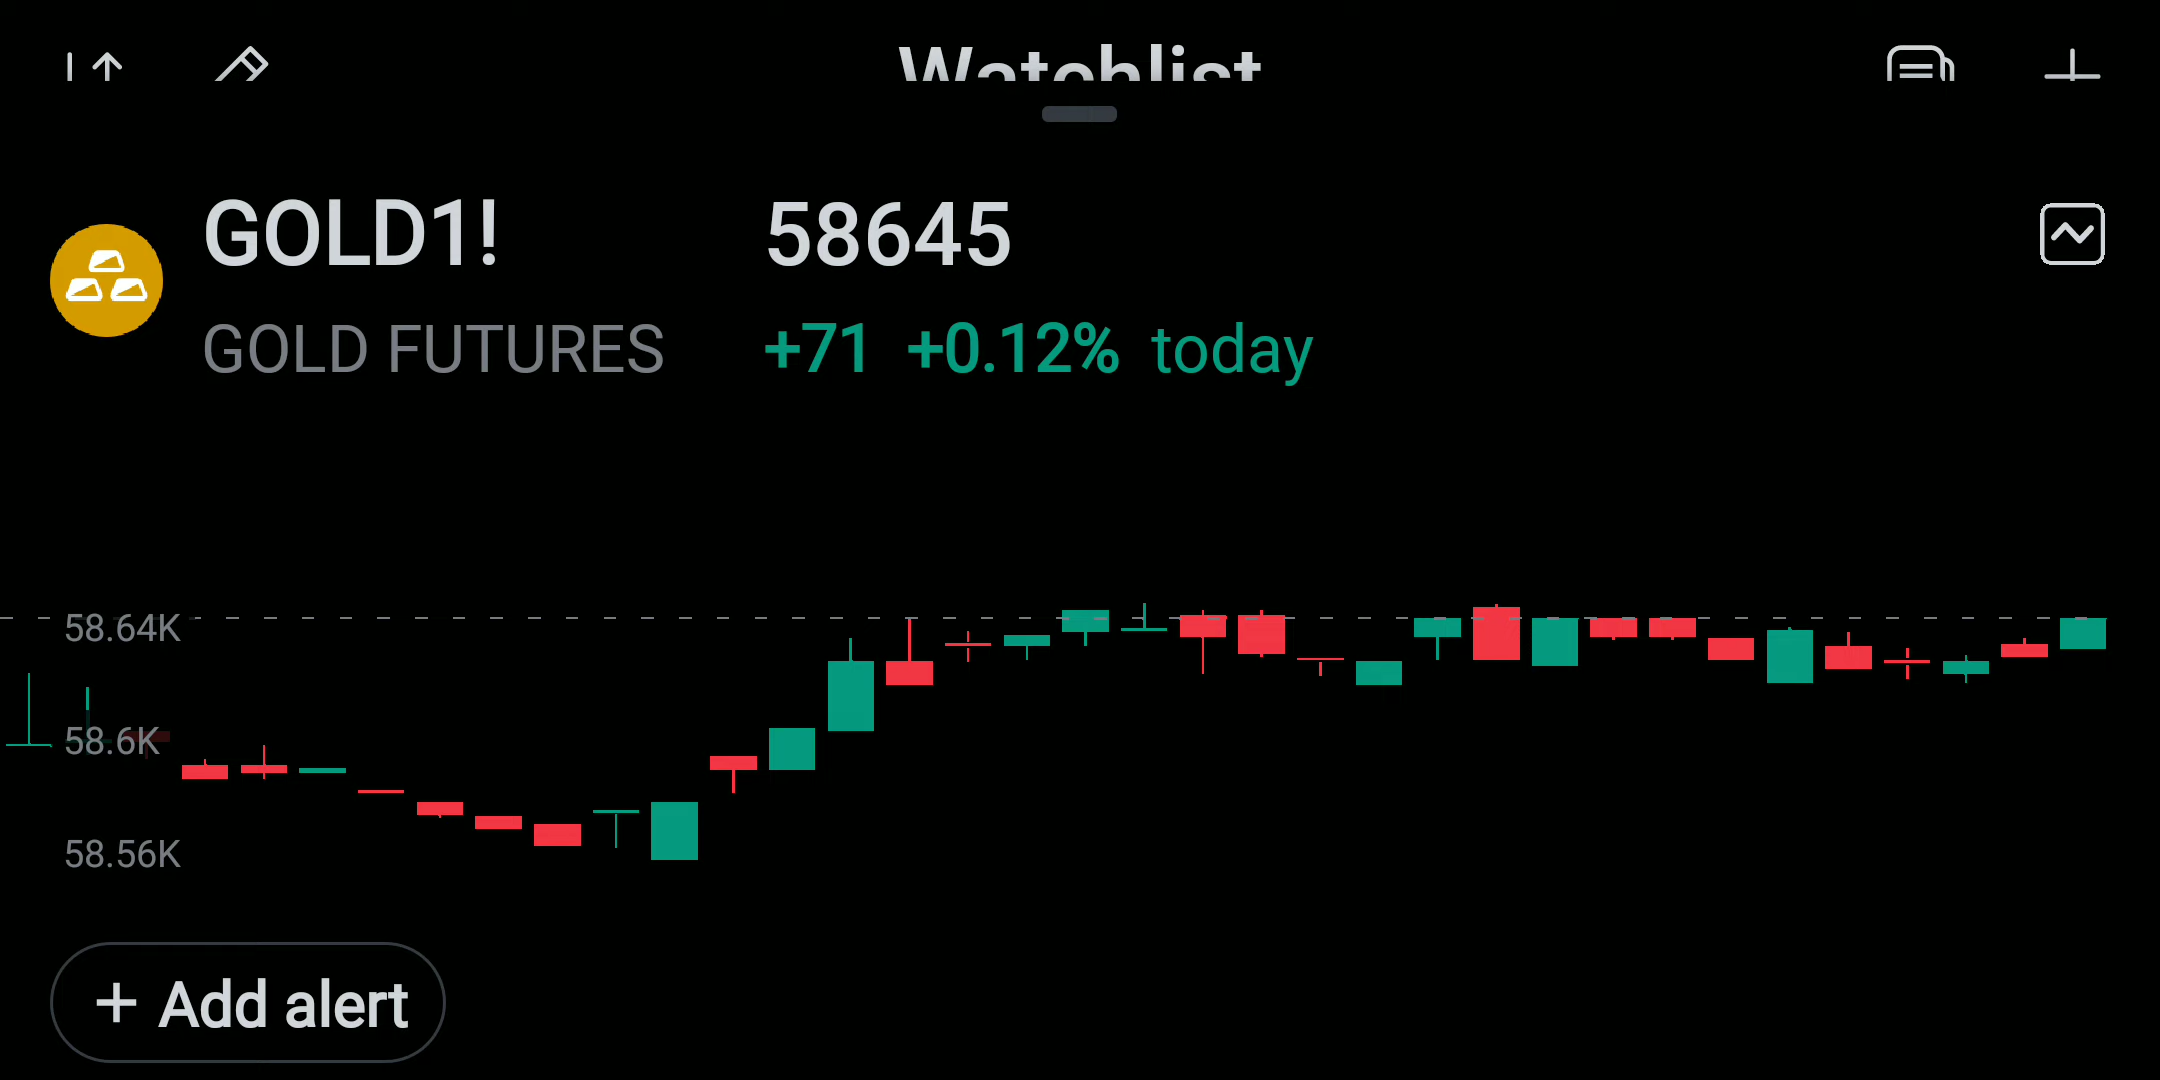 Watchlist
GOLD1!
58645
GOLD FUTURES
+71 +0.12% today
58.64K
58.6K
58.56K
+ Add alert